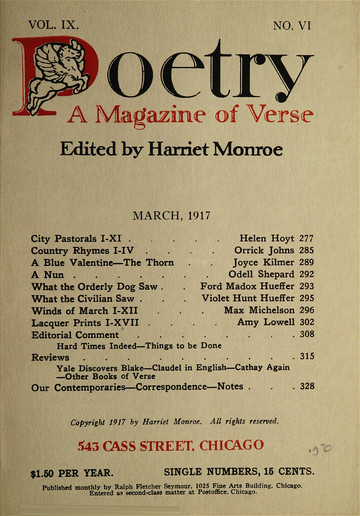 VOL. IX. NO. VI
Poetry
A Magazine of Verse
Edited by Harriet Monroe
MARCH, 1917
City Pastorals I-XI . . . . . Helen Hoyt 277
Country Rhymes I-IV . . . . Orrick Johns 285
A Blue Valentine—The Thorn . . Joyce Kilmer 289
A Nun . . . . . . . . Odell Shepard 292
What the Orderly Dog Saw . . Ford Madox Hueffer 293
What the Civilian Saw . . . Violet Hunt Hueffer 295
Winds of March I-XII . . . . Max Michelson 296
Lacquer Prints I-XVII . . . . . Amy Lowell 302
Editorial Comment . . . . . . . . 308
Hard Times Indeed—Things to be Done
Reviews . . . . . . . . . . . 315
Yale Discovers Blake—Claudel in English—Cathay Again
—Other Books of Verse
Our Contemporaries—Correspondence—Notes . . . 328
Copyright 1917 by Harriet Monroe. All rights reserved.
543 CASS STREET, CHICAGO
$1.50 PER YEAR. SINGLE NUMBERS, 15 CENTS.
Published monthly by Ralph Fletcher Seymour, 1025 Fine Arts Building, Chicago.
Entered as second-class matter at Postoffice, Chicago.